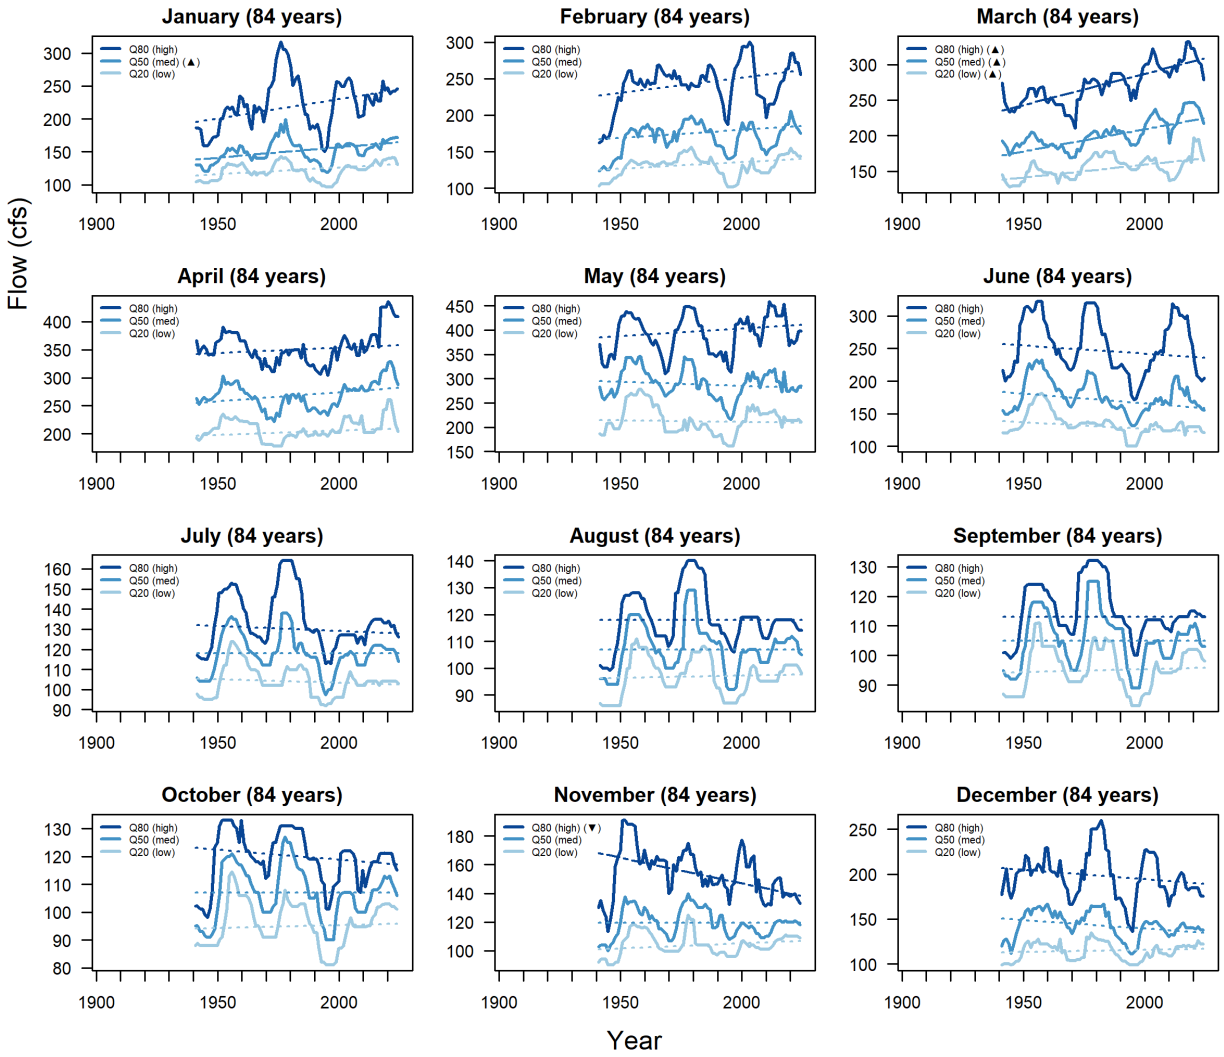 January (84 years)
Q80 (high)
Q50 (med) (▲)
Q20 (low)
300
250
200
150
100
1900
1950
2000
February (84 years)
Q80 (high)
Q50 (med)
Q20 (low)
300
250
200
150
100
1900
1950
2000
March (84 years)
Q80 (high) (▲)
Q50 (med) (▲)
Q20 (low) (▲)
300
250
200
150
1900
1950
2000
Flow (cfs)
April (84 years)
Q80 (high)
Q50 (med)
Q20 (low)
400
350
300
250
200
1900
1950
2000
May (84 years)
Q80 (high)
Q50 (med)
Q20 (low)
450
400
350
300
250
200
150
1900
1950
2000
June (84 years)
Q80 (high)
Q50 (med)
Q20 (low)
300
250
200
150
100
1900
1950
2000
July (84 years)
Q80 (high)
Q50 (med)
Q20 (low)
160
150
140
130
120
110
100
90
1900
1950
2000
August (84 years)
Q80 (high)
Q50 (med)
Q20 (low)
140
130
120
110
100
90
1900
1950
2000
September (84 years)
Q80 (high)
Q50 (med)
Q20 (low)
130
120
110
100
90
1900
1950
2000
October (84 years)
Q80 (high)
Q50 (med)
Q20 (low)
130
120
110
100
90
80
1900
1950
2000
November (84 years)
Q80 (high) (▼)
Q50 (med)
Q20 (low)
180
160
140
120
100
1900
1950
2000
December (84 years)
Q80 (high)
Q50 (med)
Q20 (low)
250
200
150
100
1900
1950
2000
Year